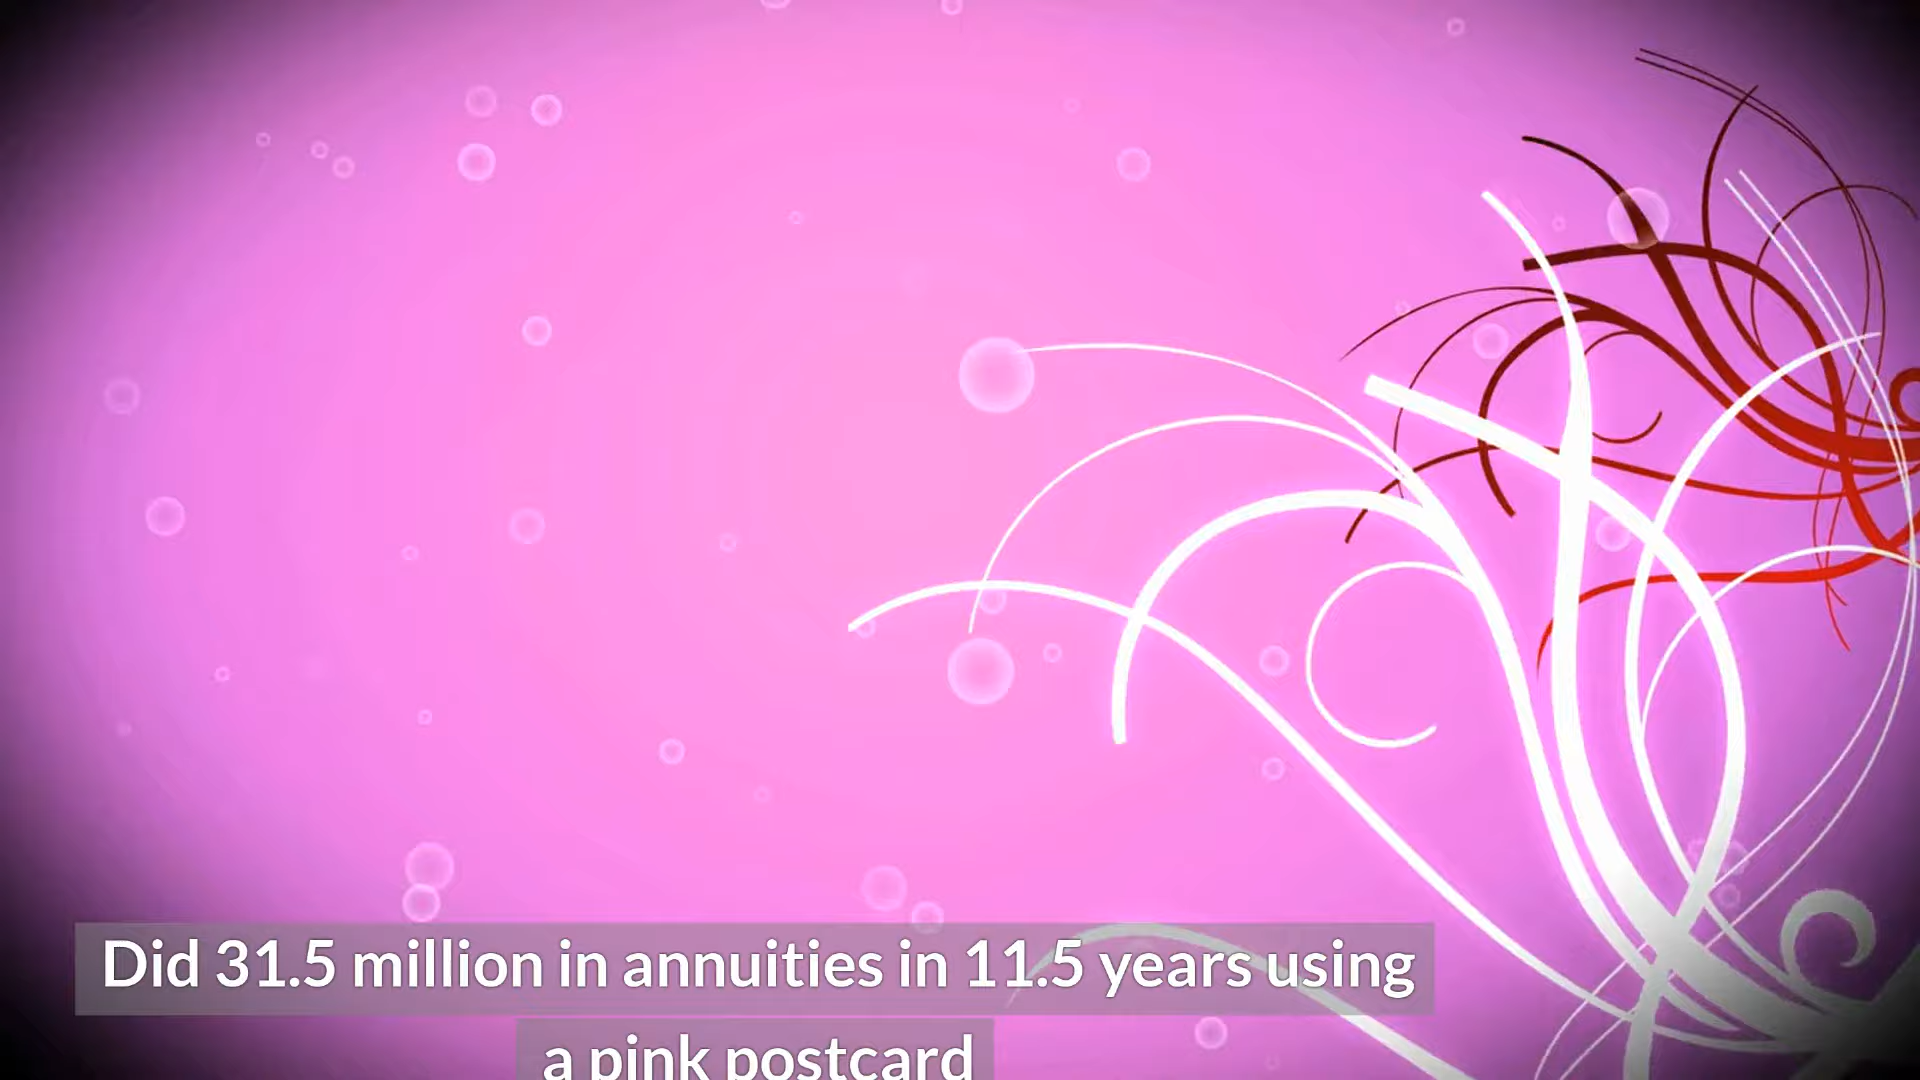 Did 31.5 million in annuities in 11.5 years using
a pink postcard